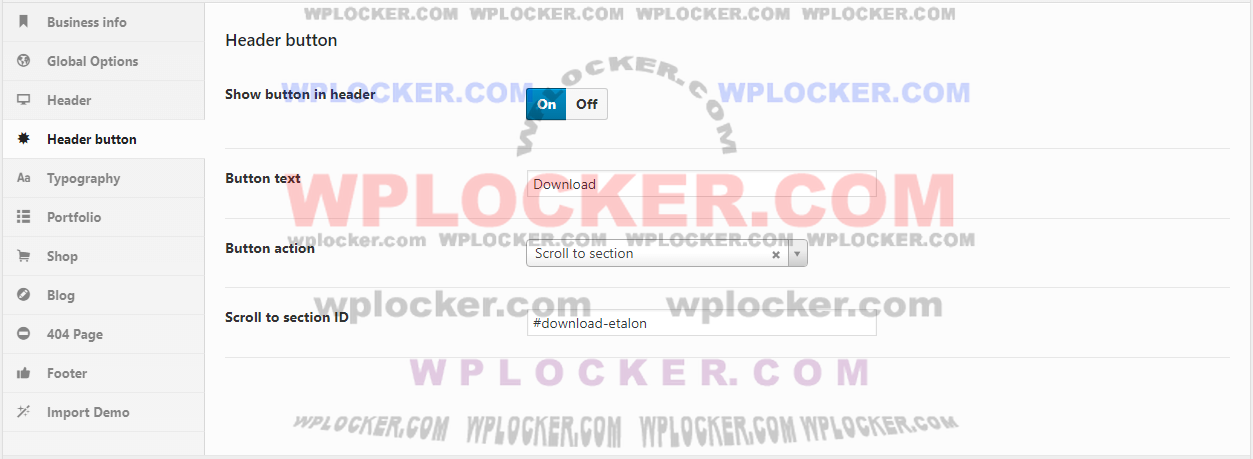 WPLOCKER.COM WPLOCKER.COM WPLOCKER.COM WPLOCKER.COM
Business info
Header button
Global Options
WPLOCKER.COM
Header
Show button in header
On Off
WPLOCKER.COM WPLOCKER.COM
Header button
Typography
Button text
Download
WPLOCKER.COM
Portfolio
wplocker.com WPLOCKER.COM WPLOCKER.COM WPLOCKER.COM
Shop
Button action
Scroll to section
Blog
wplocker.com wplocker.com
Scroll to section ID
#download-etalon
404 Page
Footer
WPLOCKER.COM
Import Demo
WPLOCKER.COM WPLOCKER.COM WPLOCKER.COM WPLOCKER.COM